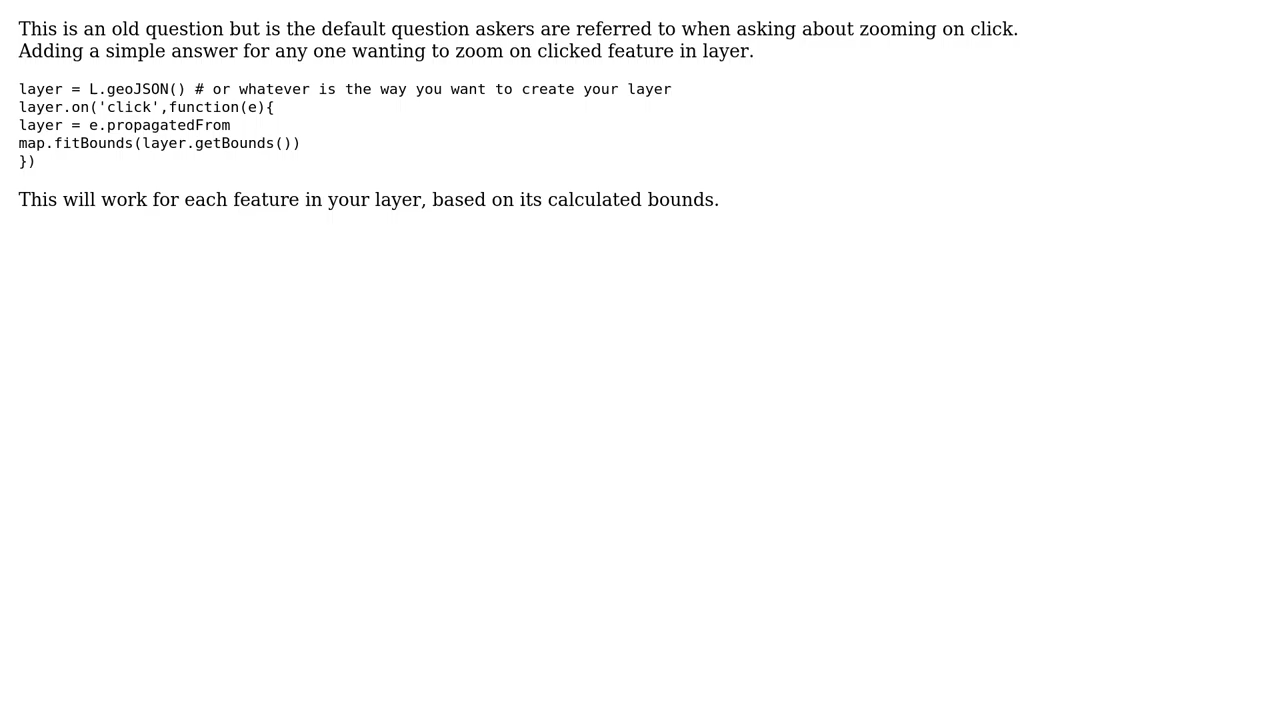 This is an old question but is the default question askers are referred to when asking about zooming on click.
Adding a simple answer for any one wanting to zoom on clicked feature in layer.
layer = L.geoJSON() # or whatever is the way you want to create your layer
layer.on('click',function(e){
layer = e.propagatedFrom
map.fitBounds(layer.getBounds())
})
This will work for each feature in your layer, based on its calculated bounds.